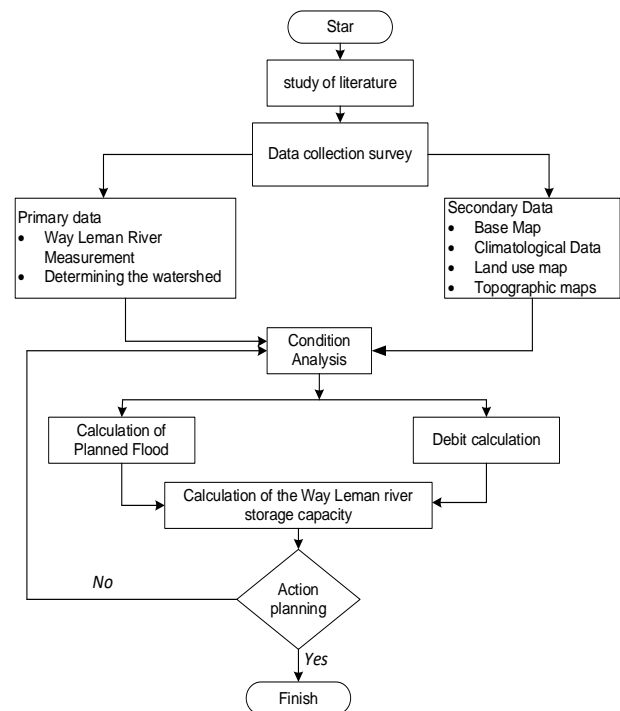 Star
study of literature
Data collection survey
Primary data
• Way Leman River
Measurement
• Determining the watershed
Secondary Data
• Base Map
• Climatological Data
• Land use map
• Topographic maps
Condition
Analysis
Calculation of
Planned Flood
Debit calculation
Calculation of the Way Leman river
storage capacity
No
Action
planning
Yes
Finish